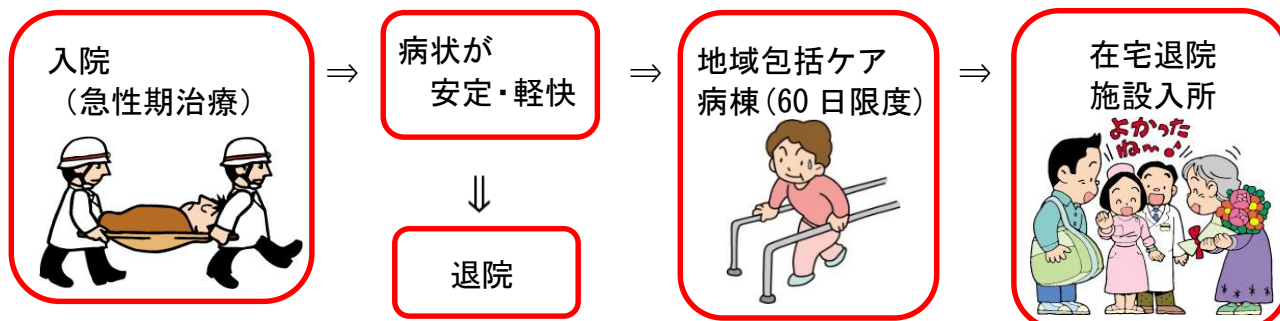 入院
（急性期治療）
⇒
病状が
安定・軽快
⇓
退院
⇒
地域包括ケア
病棟（60 日限度）
⇒
在宅退院
施設入所
よかった
ね～♪